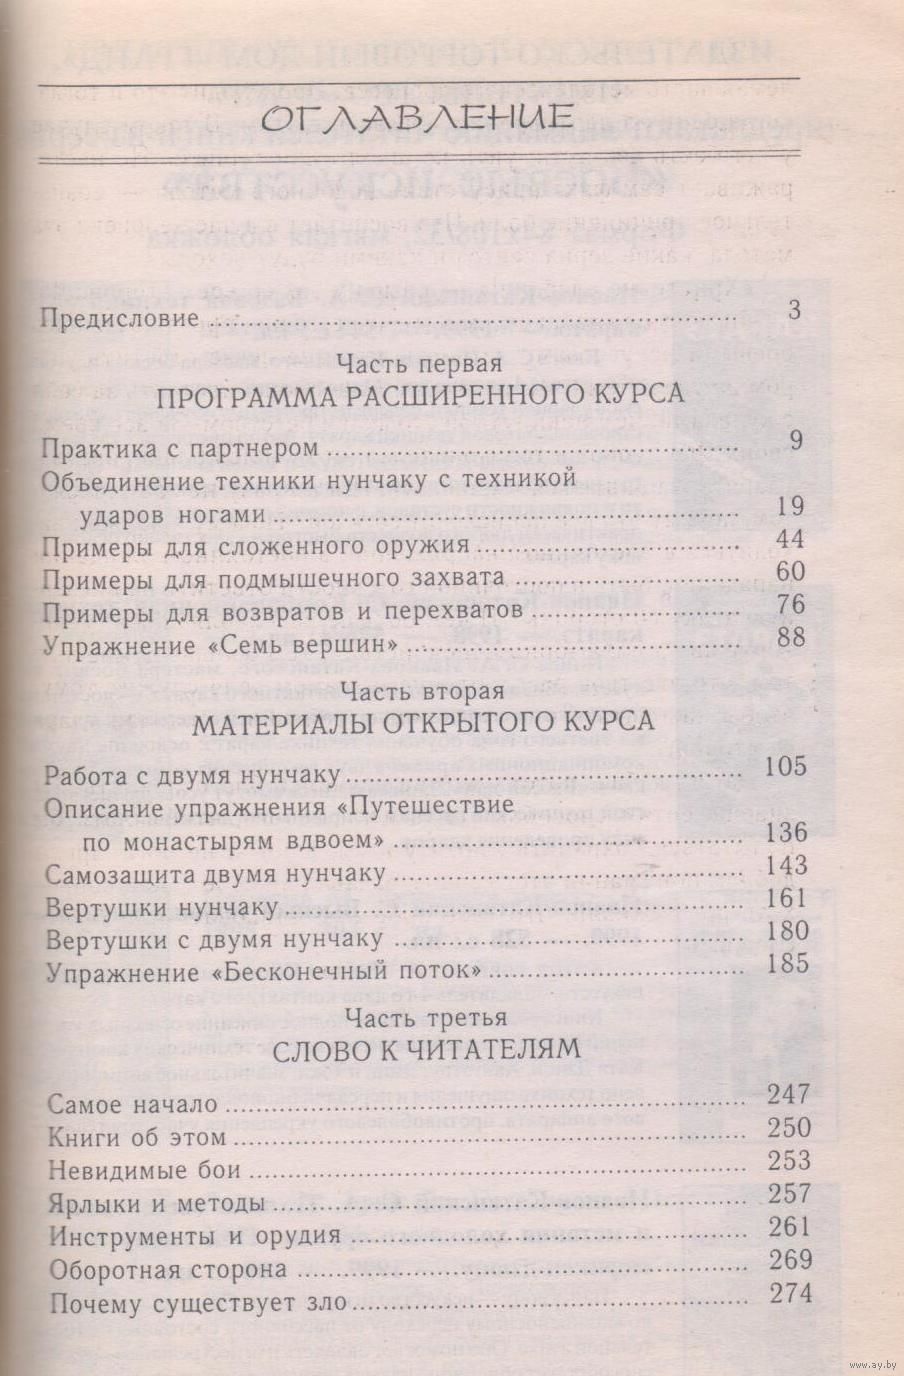 ОГЛАВЛЕНИЕ
Предисловие 3
Часть первая
ПРОГРАММА РАСШИРЕННОГО КУРСА
Практика с партнером 9
Объединение техники нунчаку с техникой
ударов ногами 19
Примеры для сложенного оружия 44
Примеры для подмышечного захвата 60
Примеры для возвратов и перехватов 76
Упражнение «Семь вершин» 88
Часть вторая
МАТЕРИАЛЫ ОТКРЫТОГО КУРСА
Работа с двумя нунчаку 105
Описание упражнения «Путешествие
по монастырям вдвоем» 136
Самозащита двумя нунчаку 143
Вертушки нунчаку 161
Вертушки с двумя нунчаку 180
Упражнение «Бесконечный поток» 185
Часть третья
СЛОВО К ЧИТАТЕЛЯМ
Самое начало 247
Книги об этом 250
Невидимые бои 253
Ярлыки и методы 257
Инструменты и орудия 261
Оборотная сторона 269
Почему существует зло 274
www.ay.by